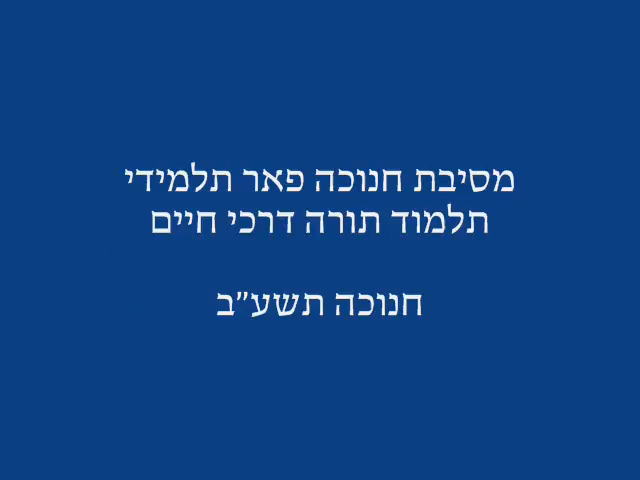 מסיבת חנוכה פאר תלמידי
תלמוד תורה דרכי חיים
חנוכה תשע״ב